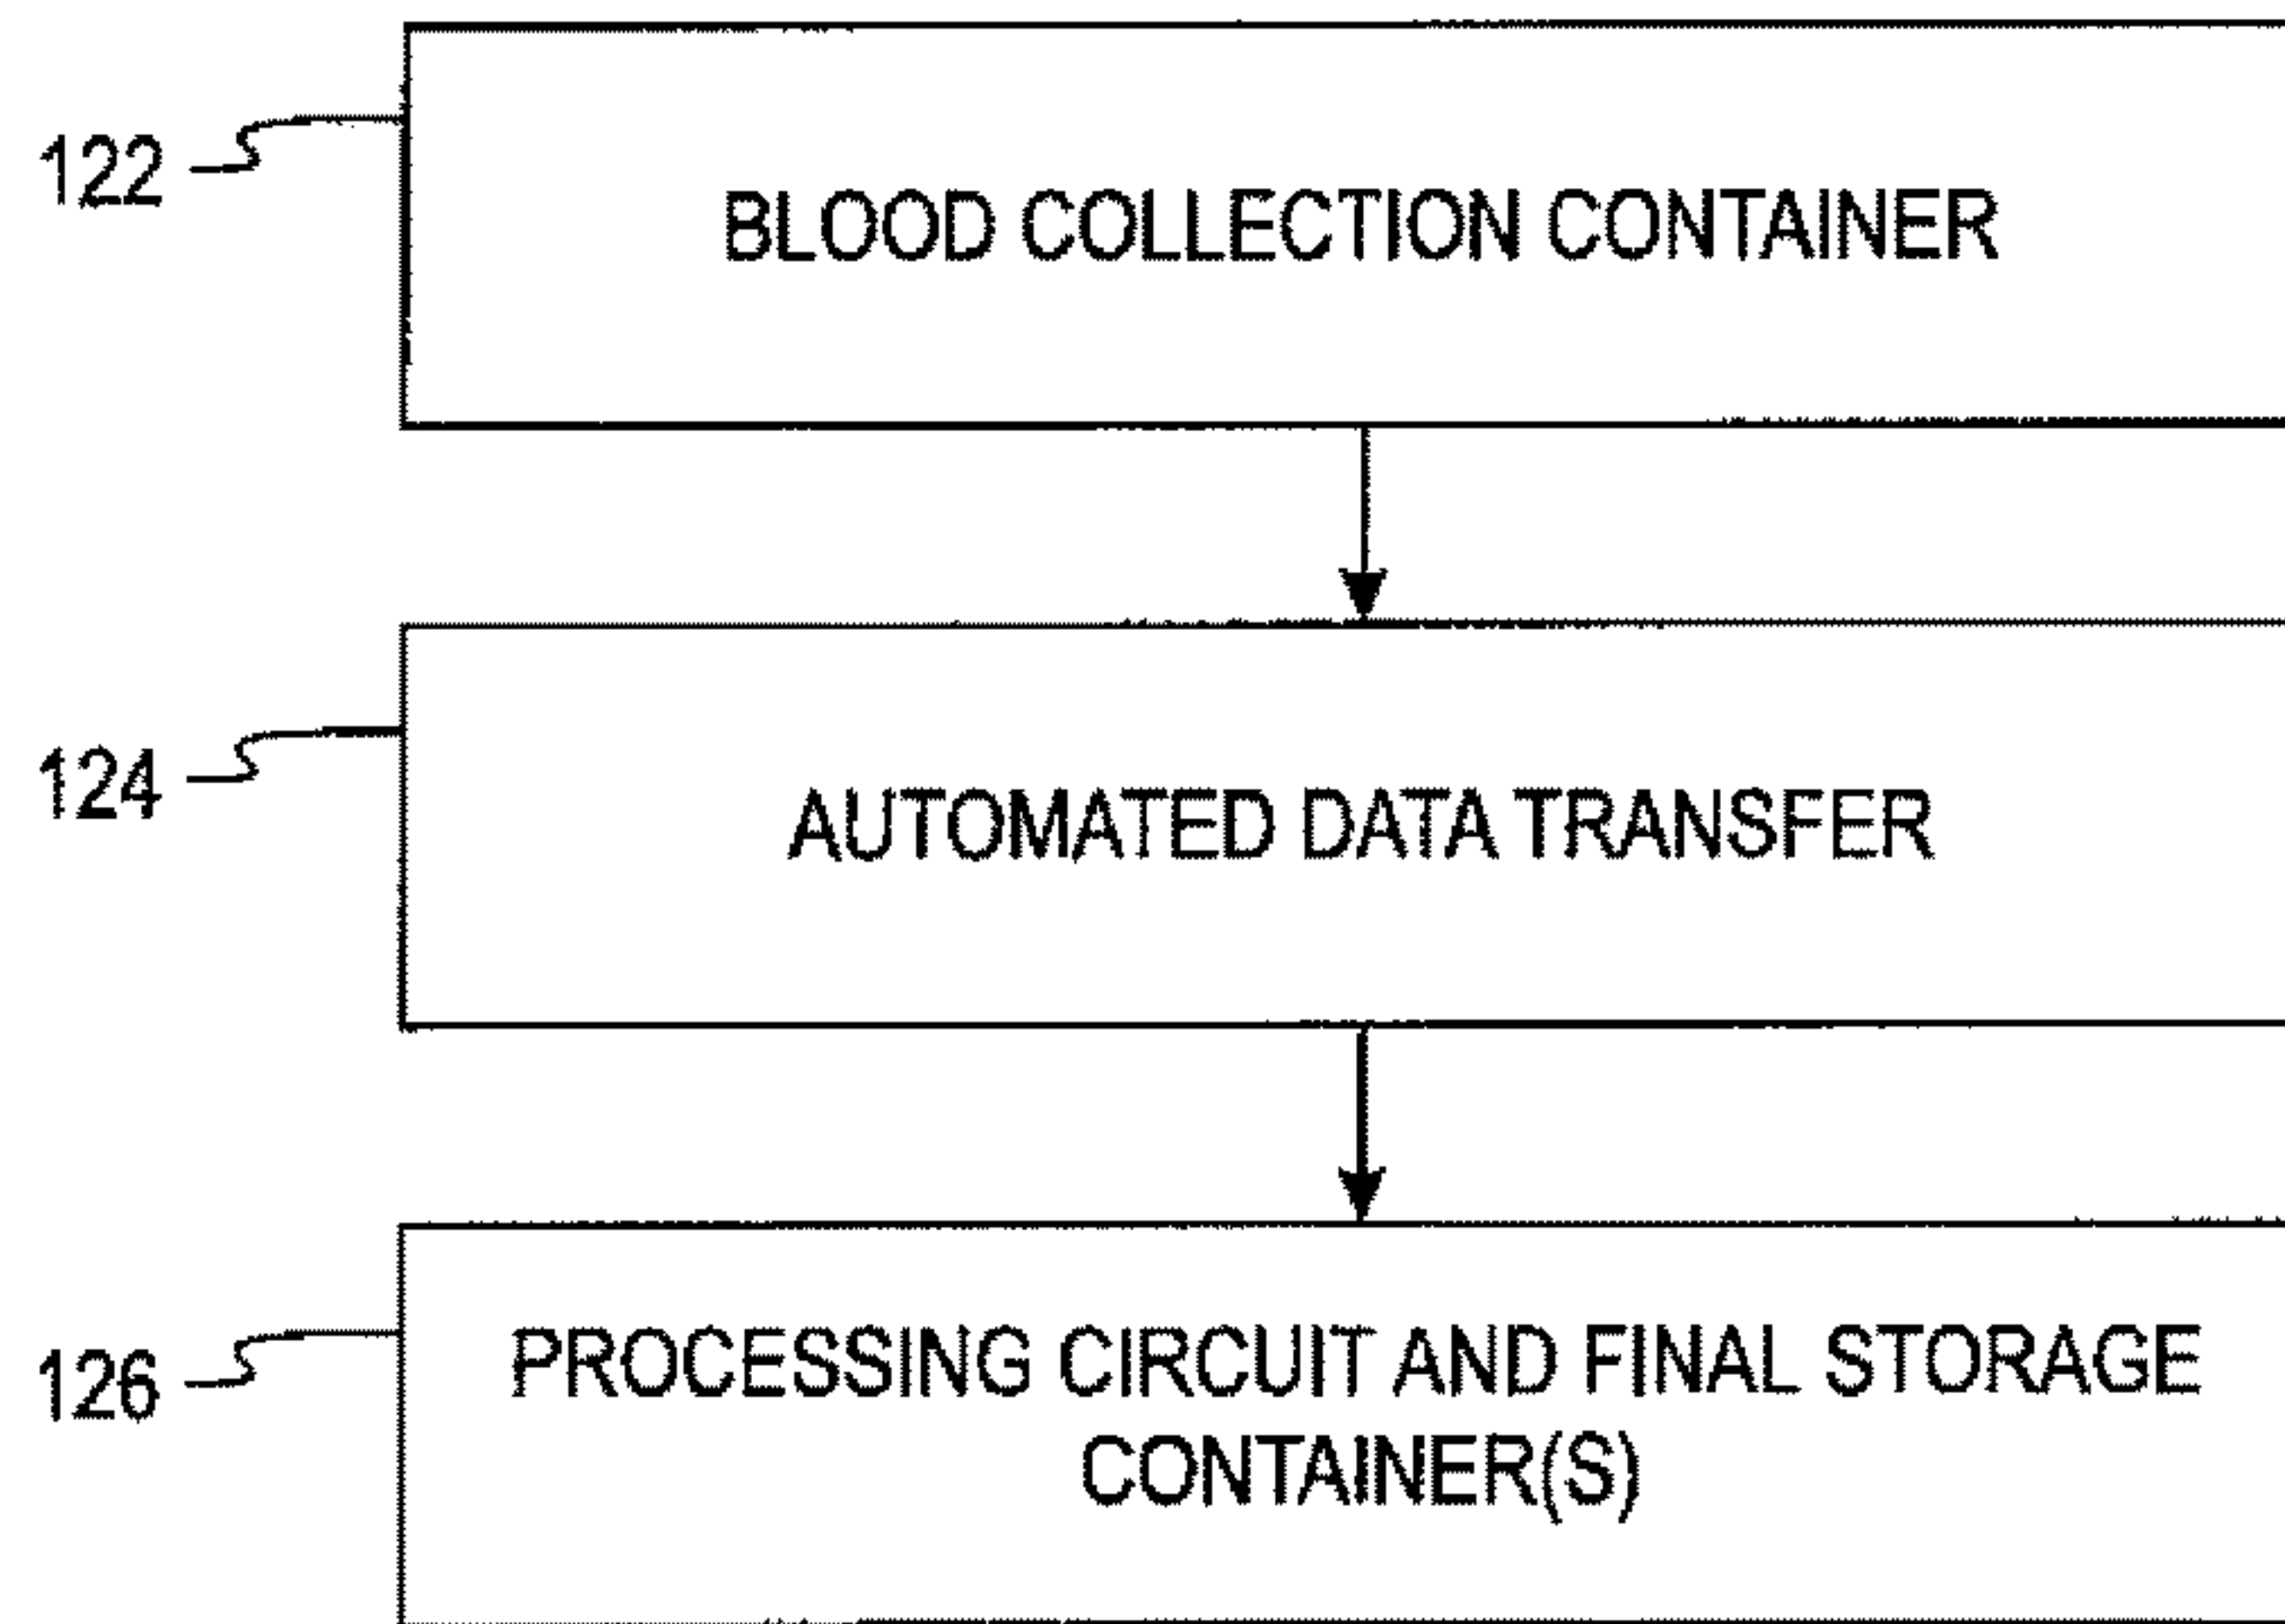 122
BLOOD COLLECTION CONTAINER
124
AUTOMATED DATA TRANSFER
126
PROCESSING CIRCUIT AND FINAL STORAGE
CONTAINER(S)